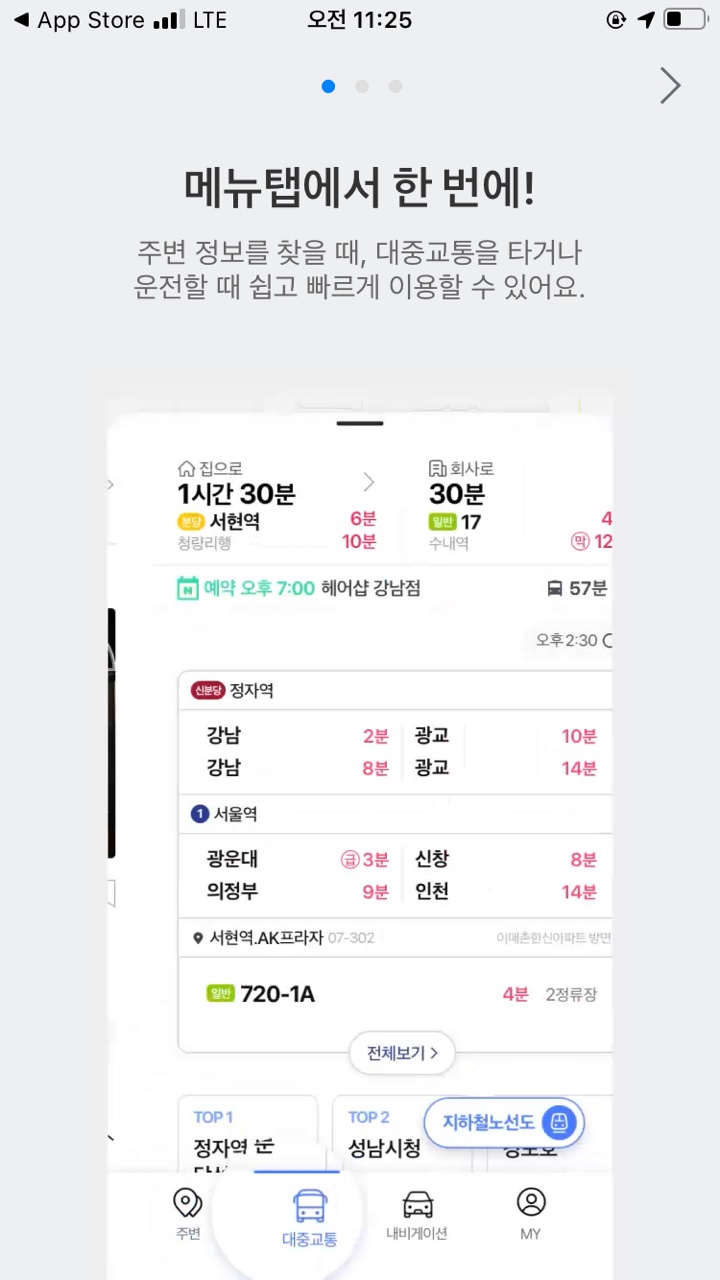 App Store LTE 오전 11:25
메뉴탭에서 한 번에!
주변 정보를 찾을 때, 대중교통을 타거나
운전할 때 쉽고 빠르게 이용할 수 있어요.
집으로 회사로
1시간 30분 30분
분당 서현역 6분 일반 17 4
청량리행 10분 수내역 막 12
N 예약 오후 7:00 헤어샵 강남점 57분
오후 2:30
신분당 정자역
강남 2분 광교 10분
강남 8분 광교 14분
1 서울역
광운대 급 3분 신창 8분
의정부 9분 인천 14분
서현역.AK프라자 07-302 이매촌한신아파트 방면
일반 720-1A 4분 2정류장
전체보기
TOP 1 TOP 2 지하철노선도
정자역 성남시청
주변 대중교통 내비게이션 MY